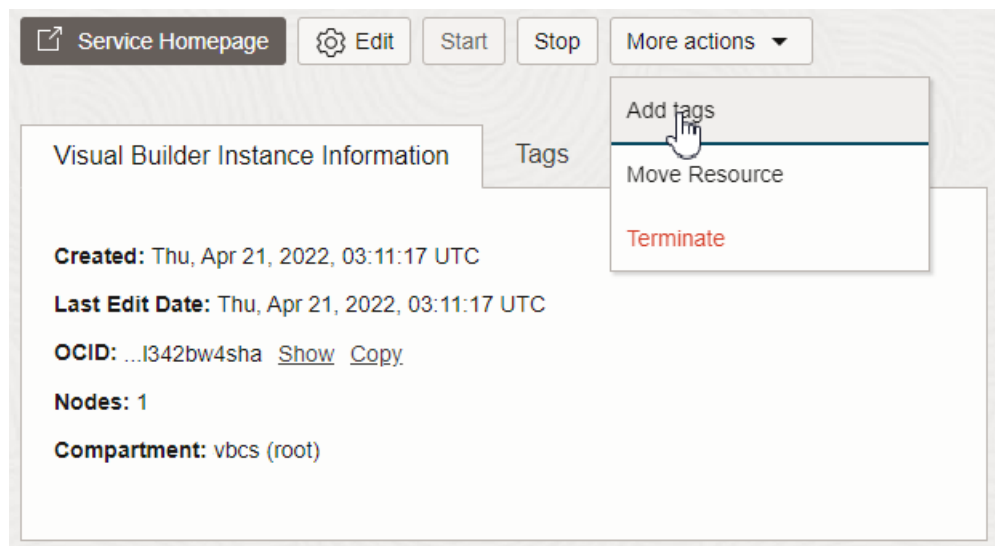 Service Homepage Edit Start Stop More actions
Add tags
Visual Builder Instance Information Tags
Move Resource
Terminate
Created: Thu, Apr 21, 2022, 03:11:17 UTC
Last Edit Date: Thu, Apr 21, 2022, 03:11:17 UTC
OCID: ...l342bw4sha Show Copy
Nodes: 1
Compartment: vbcs (root)